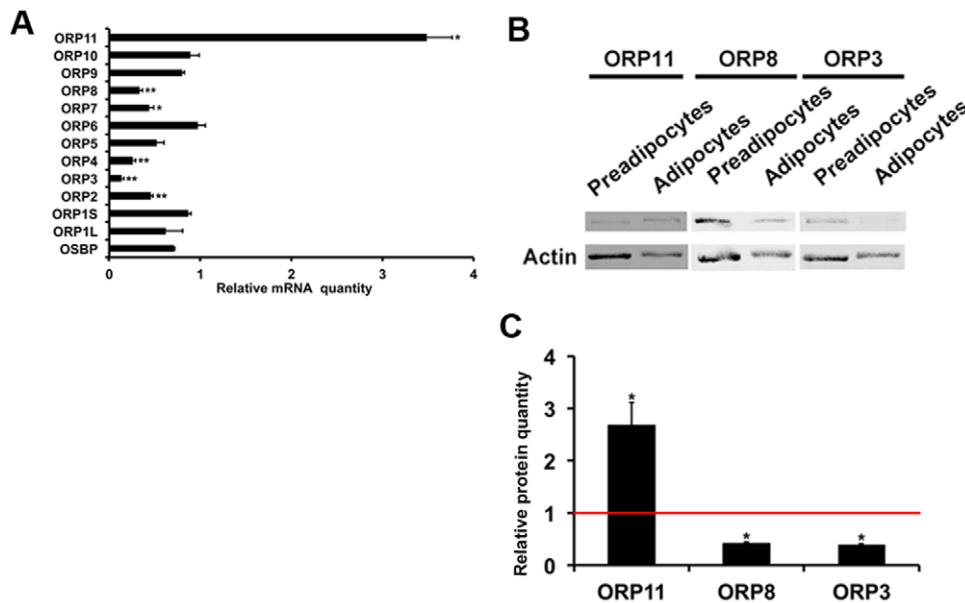 A
ORP11
*
ORP10
ORP9
ORP8
**
ORP7
*
ORP6
ORP5
ORP4
**
ORP3
**
ORP2
**
ORP1S
ORP1L
OSBP
0 1 2 3 4
Relative mRNA quantity
B
ORP11 ORP8 ORP3
Preadipocytes Adipocytes Preadipocytes Adipocytes Preadipocytes Adipocytes
Actin
C
Relative protein quantity
4
3
2
1
0
* * *
ORP11 ORP8 ORP3